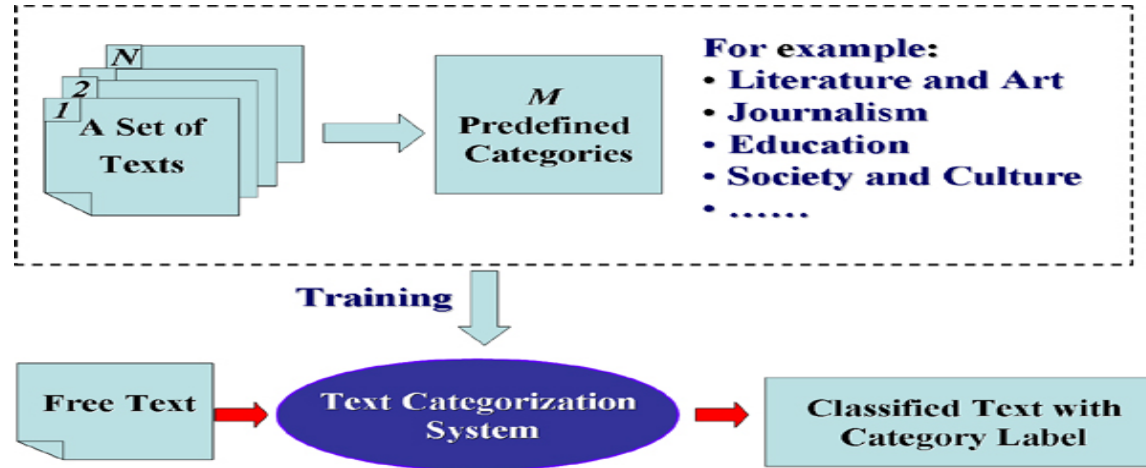 N
2
1
A Set of
Texts
M
Predefined
Categories
For example:
• Literature and Art
• Journalism
• Education
• Society and Culture
• ......
Training
Free Text
Text Categorization
System
Classified Text with
Category Label